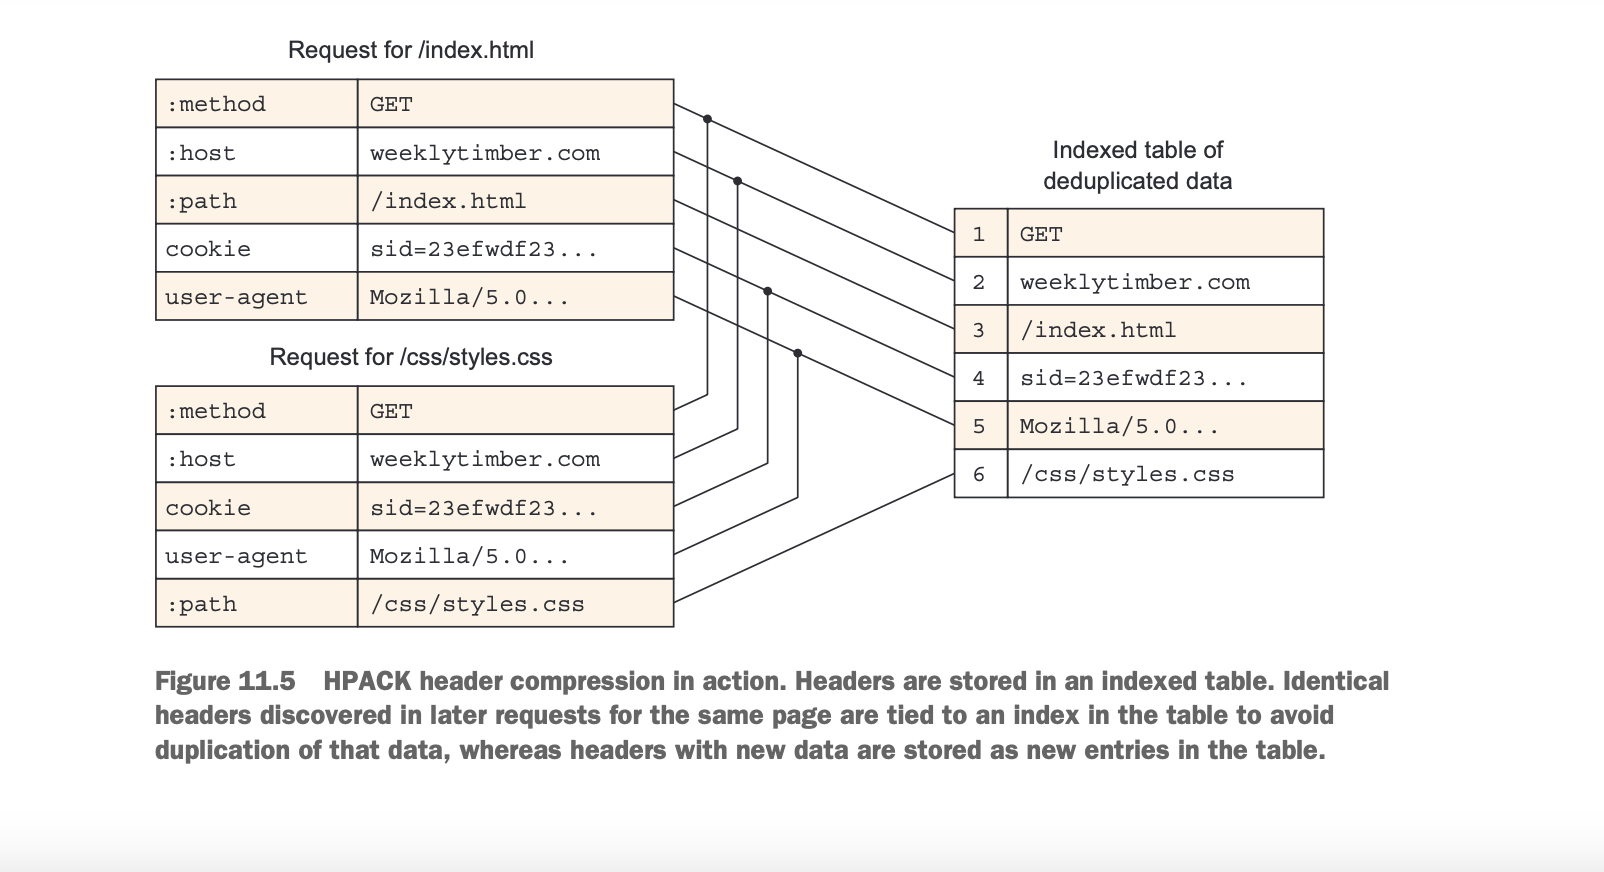 Request for /index.html
:method GET
:host weeklytimber.com
:path /index.html
cookie sid=23efwdf23...
user-agent Mozilla/5.0...
Request for /css/styles.css
:method GET
:host weeklytimber.com
cookie sid=23efwdf23...
user-agent Mozilla/5.0...
:path /css/styles.css
Indexed table of
deduplicated data
1 GET
2 weeklytimber.com
3 /index.html
4 sid=23efwdf23...
5 Mozilla/5.0...
6 /css/styles.css
Figure 11.5 HPACK header compression in action. Headers are stored in an indexed table. Identical
headers discovered in later requests for the same page are tied to an index in the table to avoid
duplication of that data, whereas headers with new data are stored as new entries in the table.